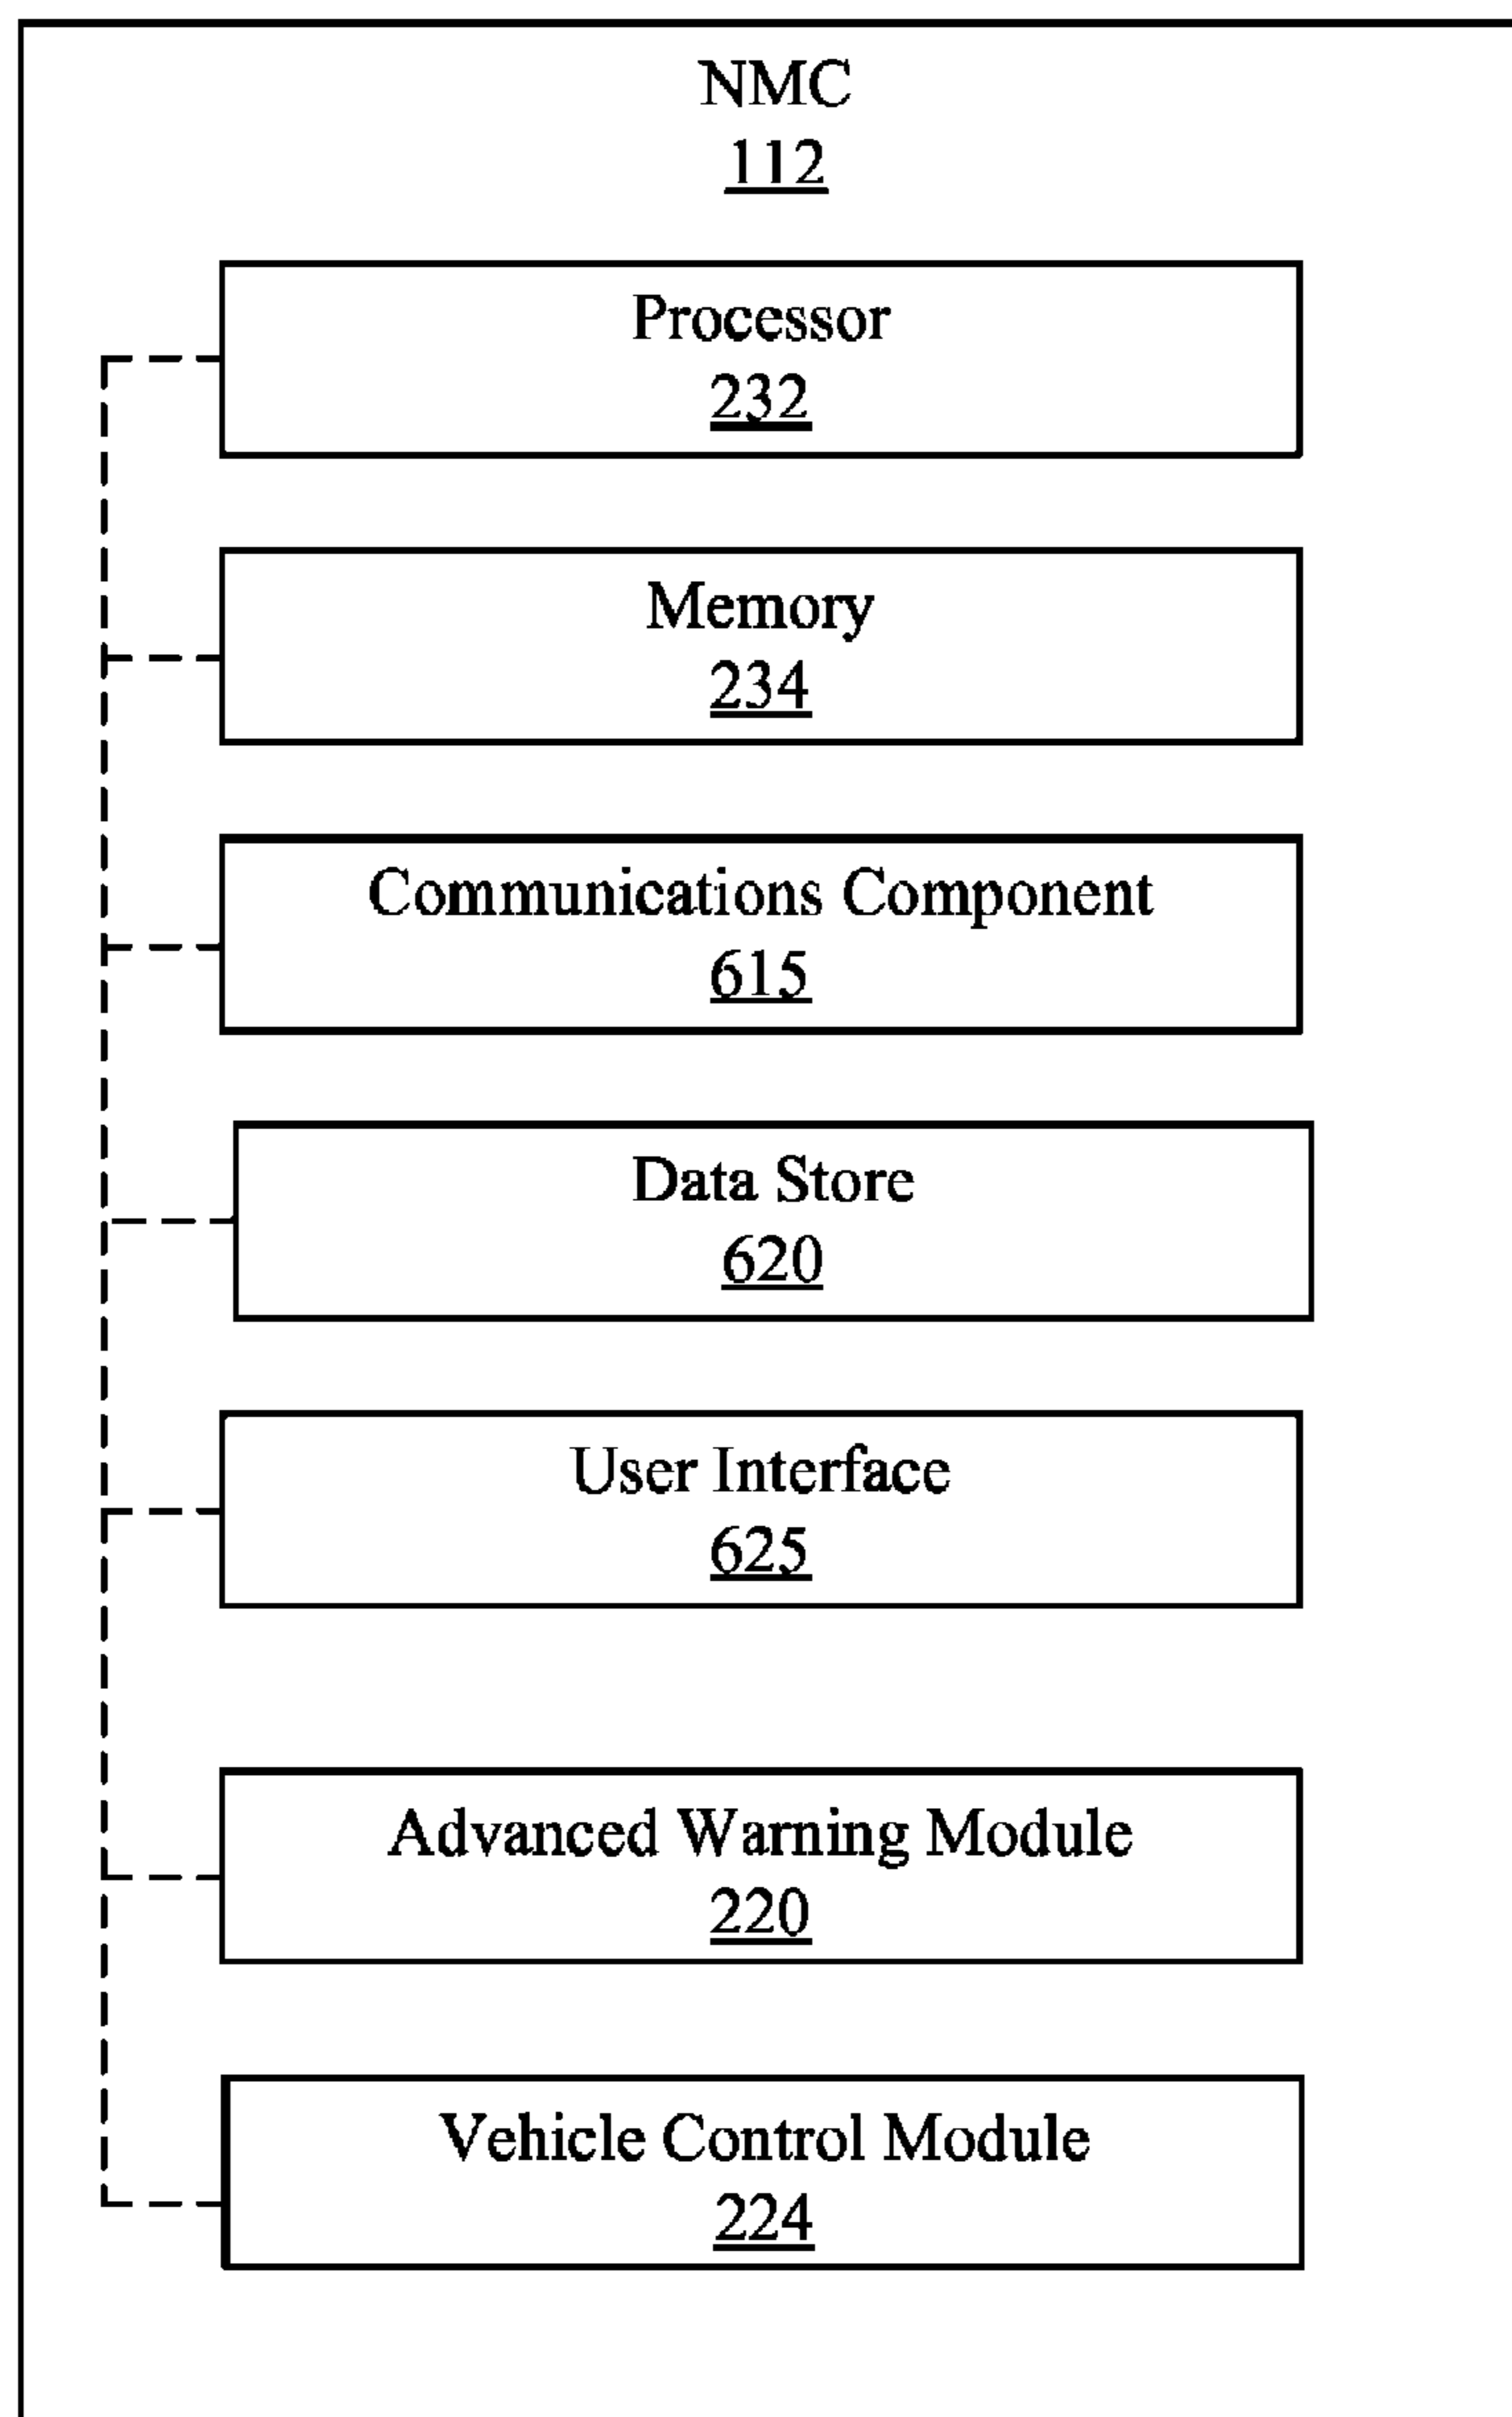 NMC
112
Processor
232
Memory
234
Communications Component
615
Data Store
620
User Interface
625
Advanced Warning Module
220
Vehicle Control Module
224